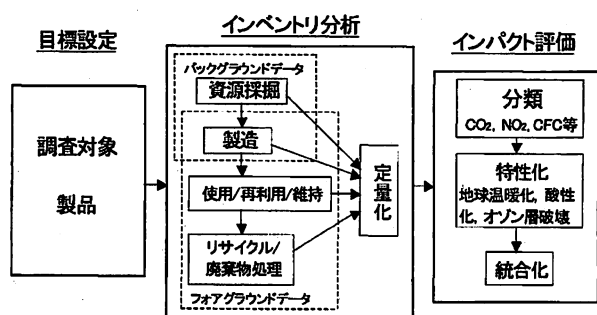 目標設定
調査対象
製品
インベントリ分析
バックグラウンドデータ
資源採掘
製造
使用/再利用/維持
リサイクル/
廃棄物処理
フォアグラウンドデータ
定量化
インパクト評価
分類
CO₂, NO₂, CFC等
特性化
地球温暖化, 酸性
化, オゾン層破壊
統合化